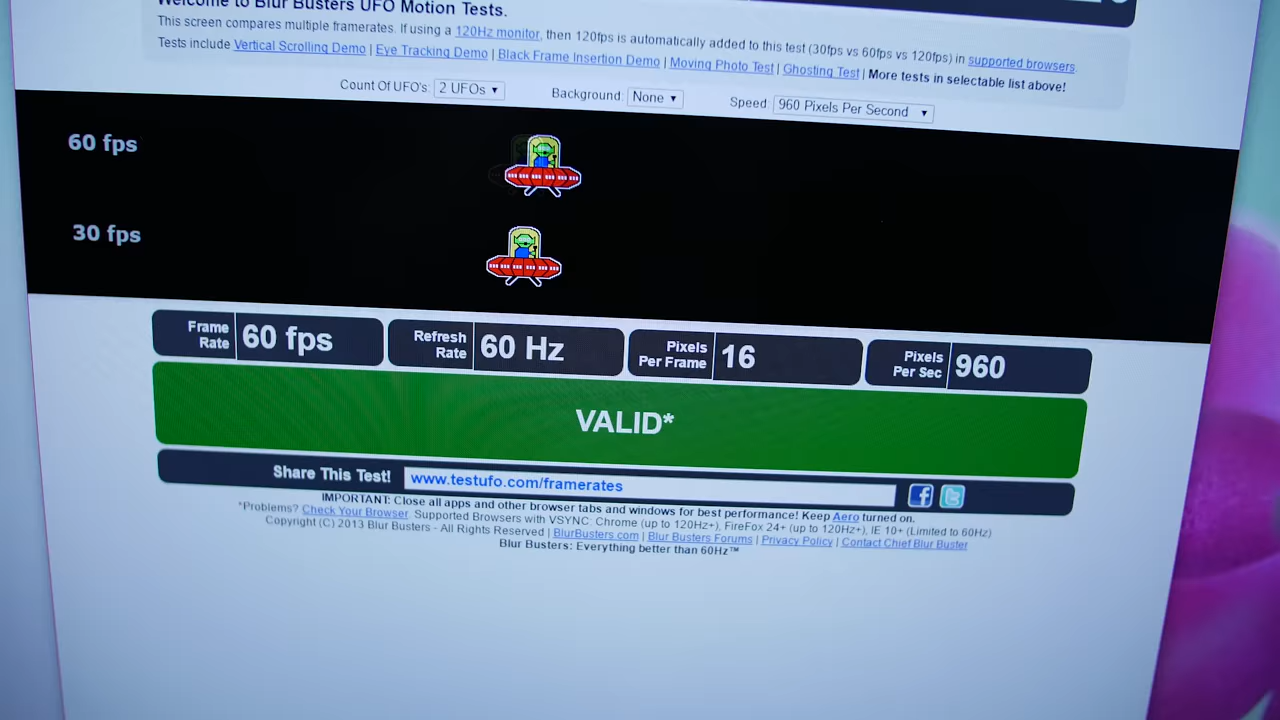 Welcome to Blur Busters UFO Motion Tests.
This screen compares multiple framerates. If using a 120Hz monitor, then 120fps is automatically added to this test (30fps vs 60fps vs 120fps) in supported browsers.
Tests include Vertical Scrolling Demo | Eye Tracking Demo | Black Frame Insertion Demo | Moving Photo Test | Ghosting Test | More tests in selectable list above!
Count Of UFO's: 2 UFOs Background: None Speed: 960 Pixels Per Second
60 fps
30 fps
Frame Rate 60 fps Refresh Rate 60 Hz Pixels Per Frame 16 Pixels Per Sec 960
VALID*
Share This Test! www.testufo.com/framerates
IMPORTANT: Close all apps and other browser tabs and windows for best performance! Keep Aero turned on.
*Problems? Check Your Browser. Supported Browsers with VSYNC: Chrome (up to 120Hz+), FireFox 24+ (up to 120Hz+), IE 10+ (Limited to 60Hz)
Copyright (C) 2013 Blur Busters - All Rights Reserved | BlurBusters.com | Blur Busters Forums | Privacy Policy | Contact Chief Blur Buster
Blur Busters: Everything better than 60Hz™